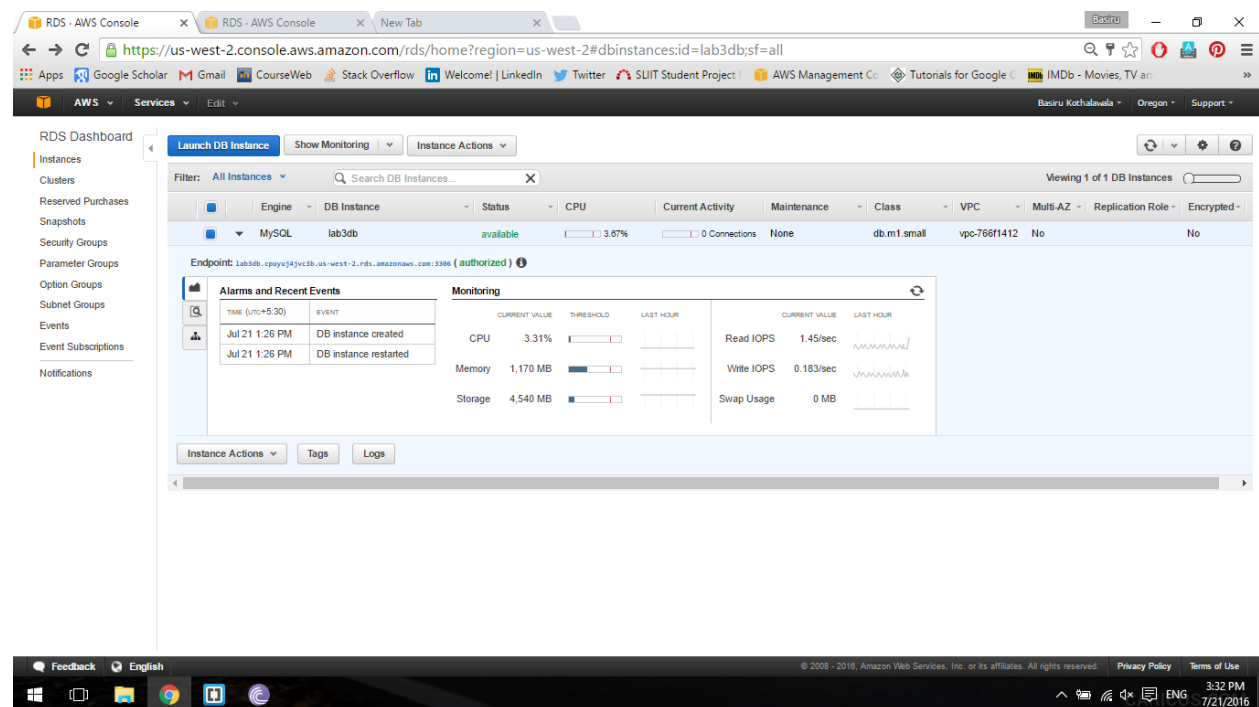 RDS · AWS Console
RDS · AWS Console
New Tab
Basiru
https://us-west-2.console.aws.amazon.com/rds/home?region=us-west-2#dbinstances:id=lab3db;sf=all
Apps Google Scholar Gmail CourseWeb Stack Overflow Welcome! | LinkedIn Twitter SLIIT Student Project AWS Management Co Tutorials for Google C IMDb - Movies, TV an »
AWS Services Edit Basiru Kothalawala Oregon Support
RDS Dashboard
Instances
Clusters
Reserved Purchases
Snapshots
Security Groups
Parameter Groups
Option Groups
Subnet Groups
Events
Event Subscriptions
Notifications
Launch DB Instance Show Monitoring Instance Actions
Filter: All Instances Search DB Instances... Viewing 1 of 1 DB Instances
Engine DB Instance Status CPU Current Activity Maintenance Class VPC Multi-AZ Replication Role Encrypted
MySQL lab3db available 3.67% 0 Connections None db.m1.small vpc-766f1412 No No
Endpoint: lab3db.cpuyuj4jvc3b.us-west-2.rds.amazonaws.com:3306 ( authorized )
Alarms and Recent Events
TIME (UTC+5:30) EVENT
Jul 21 1:26 PM DB instance created
Jul 21 1:26 PM DB instance restarted
Monitoring
CURRENT VALUE THRESHOLD LAST HOUR CURRENT VALUE LAST HOUR
CPU 3.31% Read IOPS 1.45/sec
Memory 1,170 MB Write IOPS 0.183/sec
Storage 4,540 MB Swap Usage 0 MB
Instance Actions Tags Logs
Feedback English © 2008 - 2016, Amazon Web Services, Inc. or its affiliates. All rights reserved. Privacy Policy Terms of Use
ENG 3:32 PM
7/21/2016